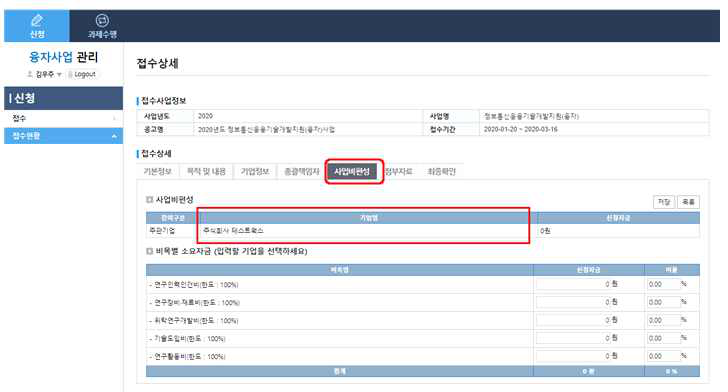 신청
과제수행
융자사업 관리
김우주
Logout
신청
접수
접수현황
접수상세
접수사업정보
사업년도 2020 사업명 정보통신응용기술개발지원(융자)
공고명 2020년도 정보통신응용기술개발지원(융자)사업 접수기간 2020-01-20 ~ 2020-03-16
접수상세
기본정보 목적 및 내용 기업정보 총괄책임자 사업비편성 첨부자료 최종확인
사업비편성
저장 목록
참여구분 기업명 신청자금
주관기업 주식회사 테스트웍스 0원
비목별 소요자금 (입력할 기업을 선택하세요)
비목명 신청자금 비율
- 연구인력인건비(한도 : 100%) 0 원 0.00 %
- 연구장비·재료비(한도 : 100%) 0 원 0.00 %
- 위탁연구개발비(한도 : 100%) 0 원 0.00 %
- 기술도입비(한도 : 100%) 0 원 0.00 %
- 연구활동비(한도 : 100%) 0 원 0.00 %
합계 0 원 0 %